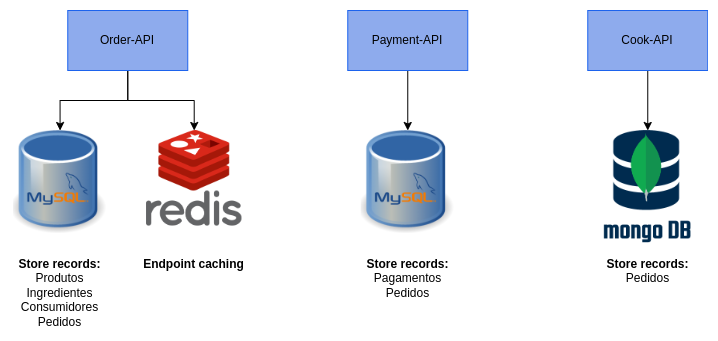 Order-API
Payment-API
Cook-API
MySQL
redis
MySQL
mongo DB
Store records:
Produtos
Ingredientes
Consumidores
Pedidos
Endpoint caching
Store records:
Pagamentos
Pedidos
Store records:
Pedidos